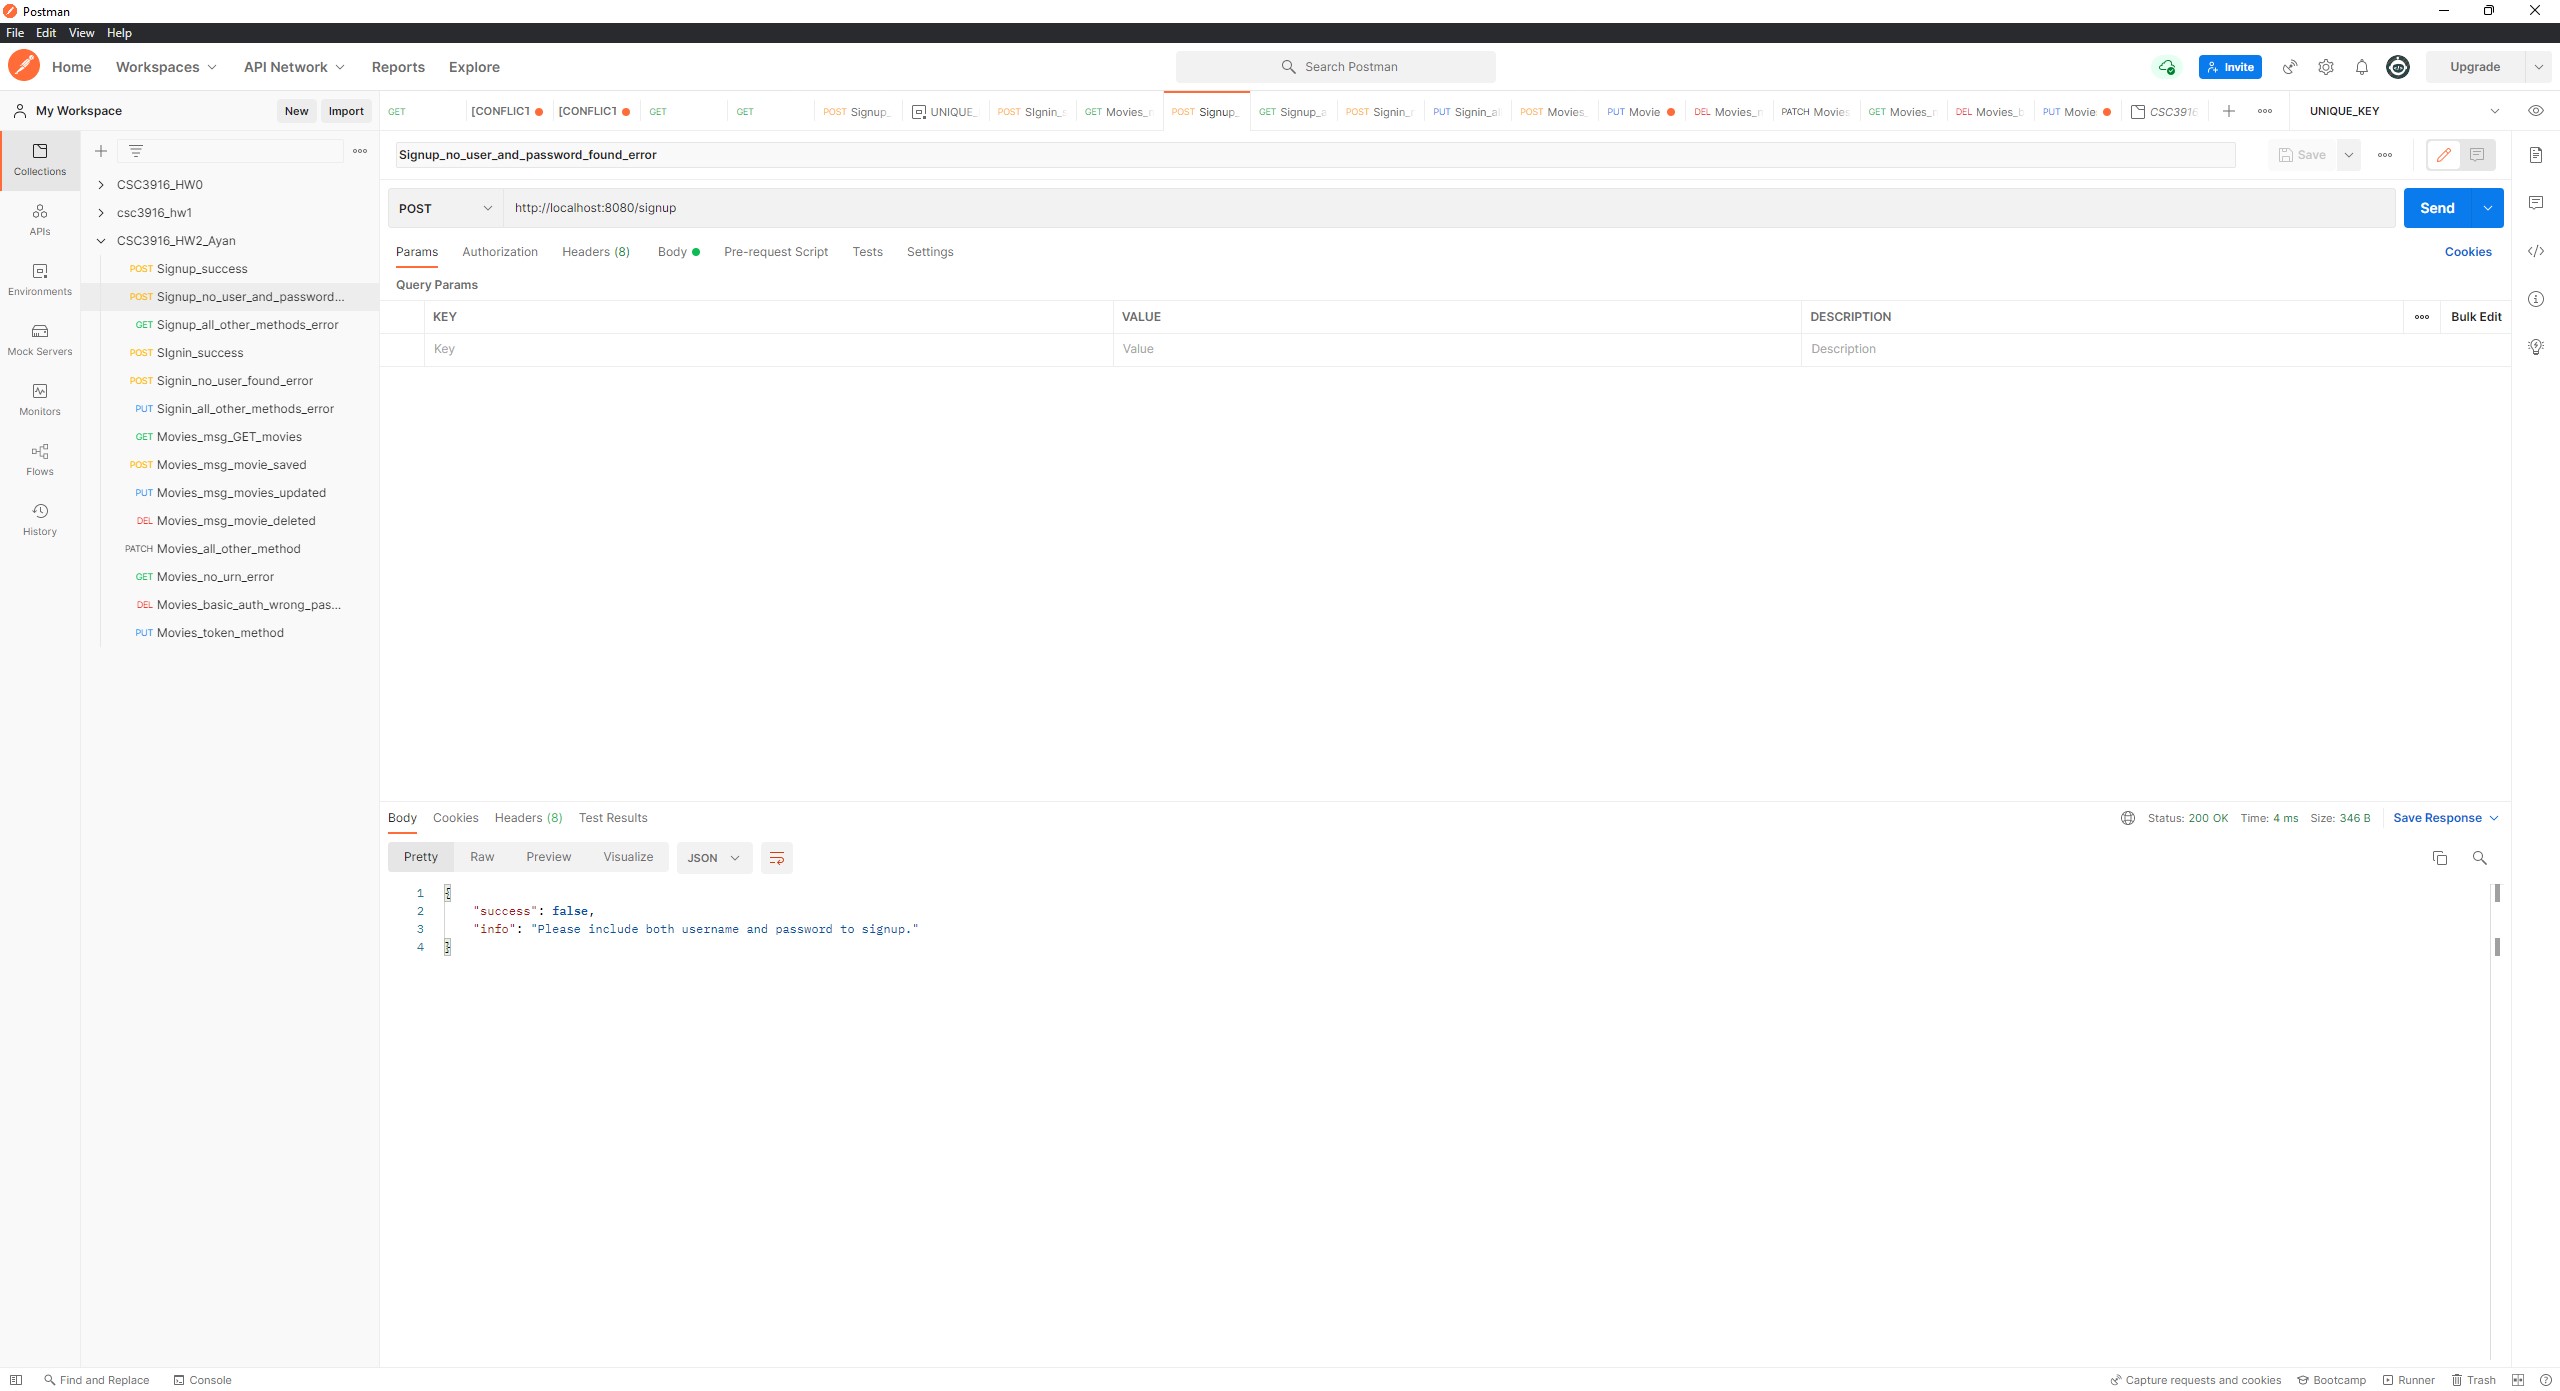 Postman
File Edit View Help
Home Workspaces API Network Reports Explore
Search Postman
Invite
Upgrade
My Workspace
New Import
GET
[CONFLICT
[CONFLICT
GET
GET
POST Signup_
UNIQUE_
POST SIgnin_s
GET Movies_
POST Signup_
GET Signup_a
POST Signin_
PUT Signin_al
POST Movies_
PUT Movie
DEL Movies_
PATCH Movies
GET Movies_
DEL Movies_
PUT Movie
CSC3916
UNIQUE_KEY
Collections
APIs
Environments
Mock Servers
Monitors
Flows
History
CSC3916_HW0
csc3916_hw1
CSC3916_HW2_Ayan
POST Signup_success
POST Signup_no_user_and_password...
GET Signup_all_other_methods_error
POST SIgnin_success
POST Signin_no_user_found_error
PUT Signin_all_other_methods_error
GET Movies_msg_GET_movies
POST Movies_msg_movie_saved
PUT Movies_msg_movies_updated
DEL Movies_msg_movie_deleted
PATCH Movies_all_other_method
GET Movies_no_urn_error
DEL Movies_basic_auth_wrong_pas...
PUT Movies_token_method
Signup_no_user_and_password_found_error
Save
POST http://localhost:8080/signup
Send
Params Authorization Headers (8) Body Pre-request Script Tests Settings
Cookies
Query Params
KEY VALUE DESCRIPTION
Bulk Edit
Key Value Description
Body Cookies Headers (8) Test Results
Status: 200 OK Time: 4 ms Size: 346 B Save Response
Pretty Raw Preview Visualize JSON
1 {
2 "success": false,
3 "info": "Please include both username and password to signup."
4 }
Find and Replace Console
Capture requests and cookies Bootcamp Runner Trash